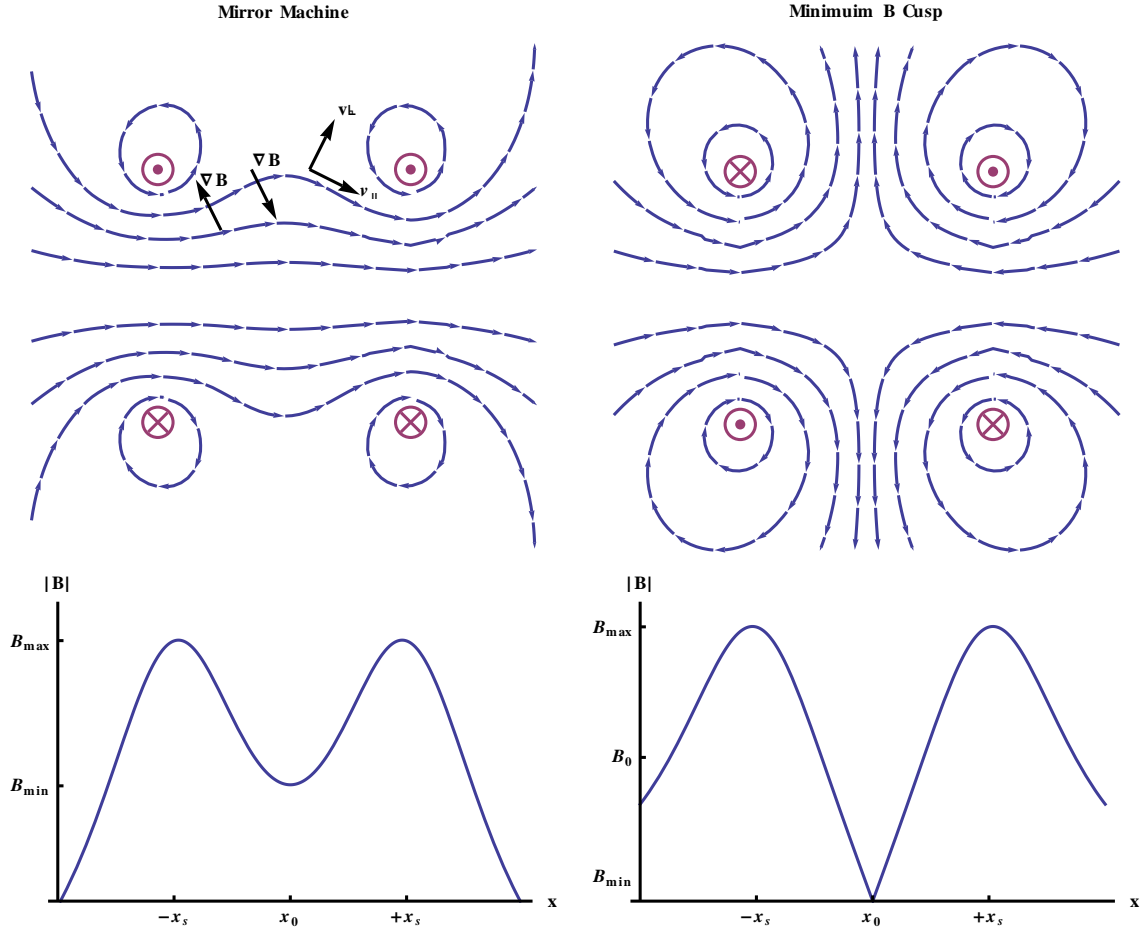 Mirror Machine
Minimuim B Cusp
v⊥
∇ B
∇ B
v∥
|B|
|B|
Bmax
Bmax
B0
Bmin
Bmin
−xs
x0
+xs
x
−xs
x0
+xs
x